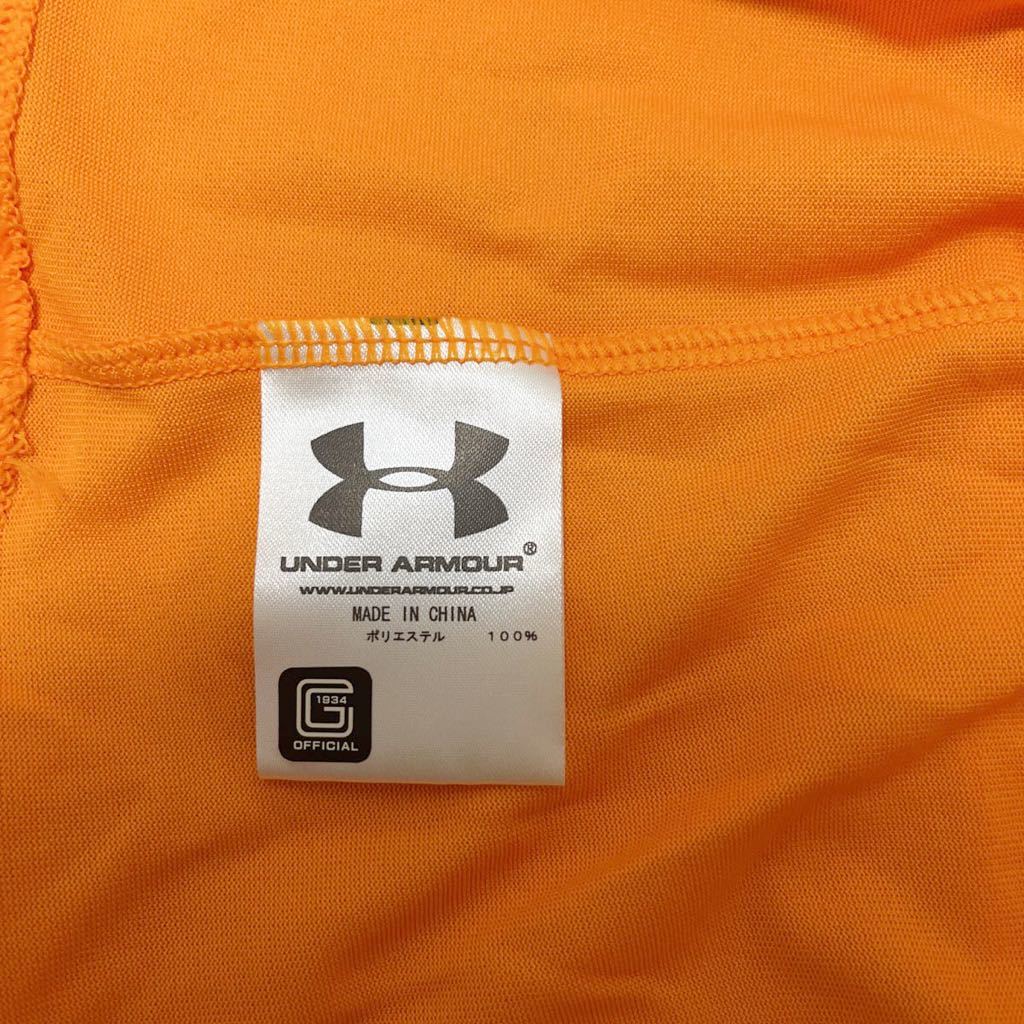 UNDER ARMOUR®
WWW.UNDERARMOUR.CO.JP
MADE IN CHINA
ポリエステル 100%
1934
G
OFFICIAL